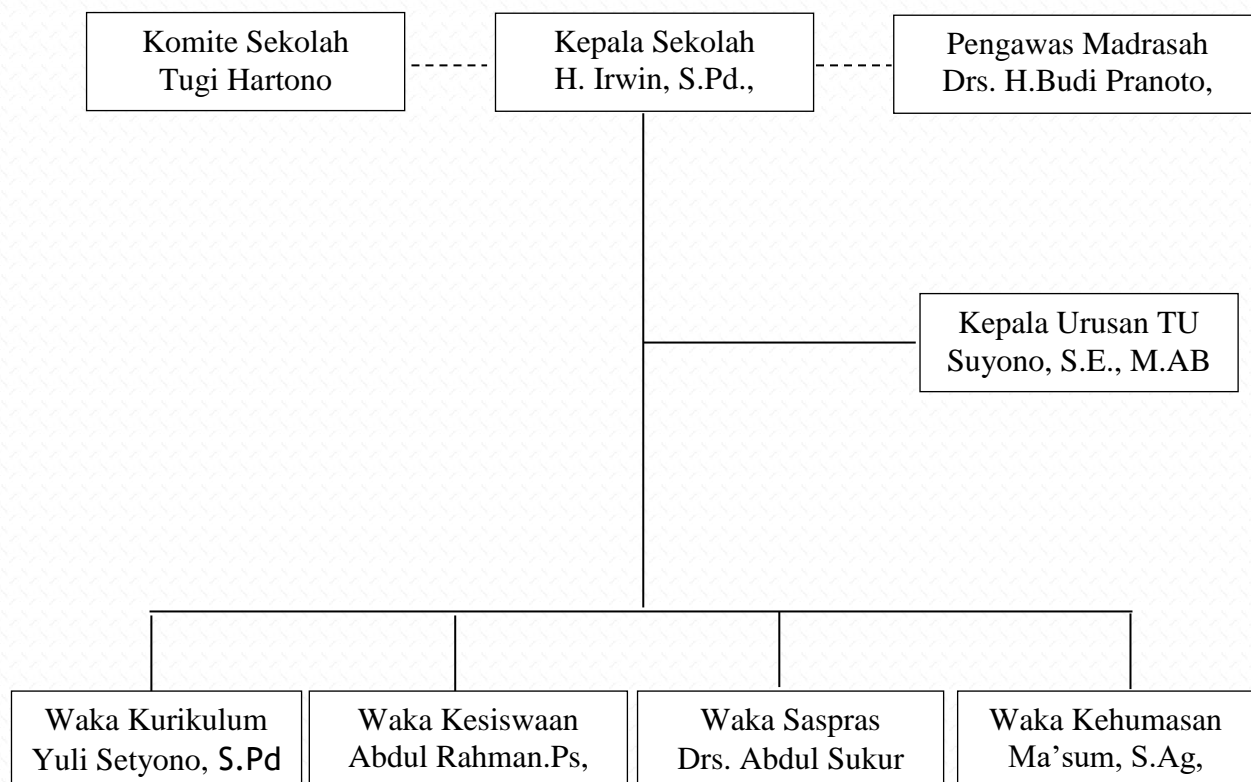 Komite Sekolah
Tugi Hartono
Kepala Sekolah
H. Irwin, S.Pd.,
Pengawas Madrasah
Drs. H.Budi Pranoto,
Kepala Urusan TU
Suyono, S.E., M.AB
Waka Kurikulum
Yuli Setyono, S.Pd
Waka Kesiswaan
Abdul Rahman.Ps,
Waka Saspras
Drs. Abdul Sukur
Waka Kehumasan
Ma’sum, S.Ag,